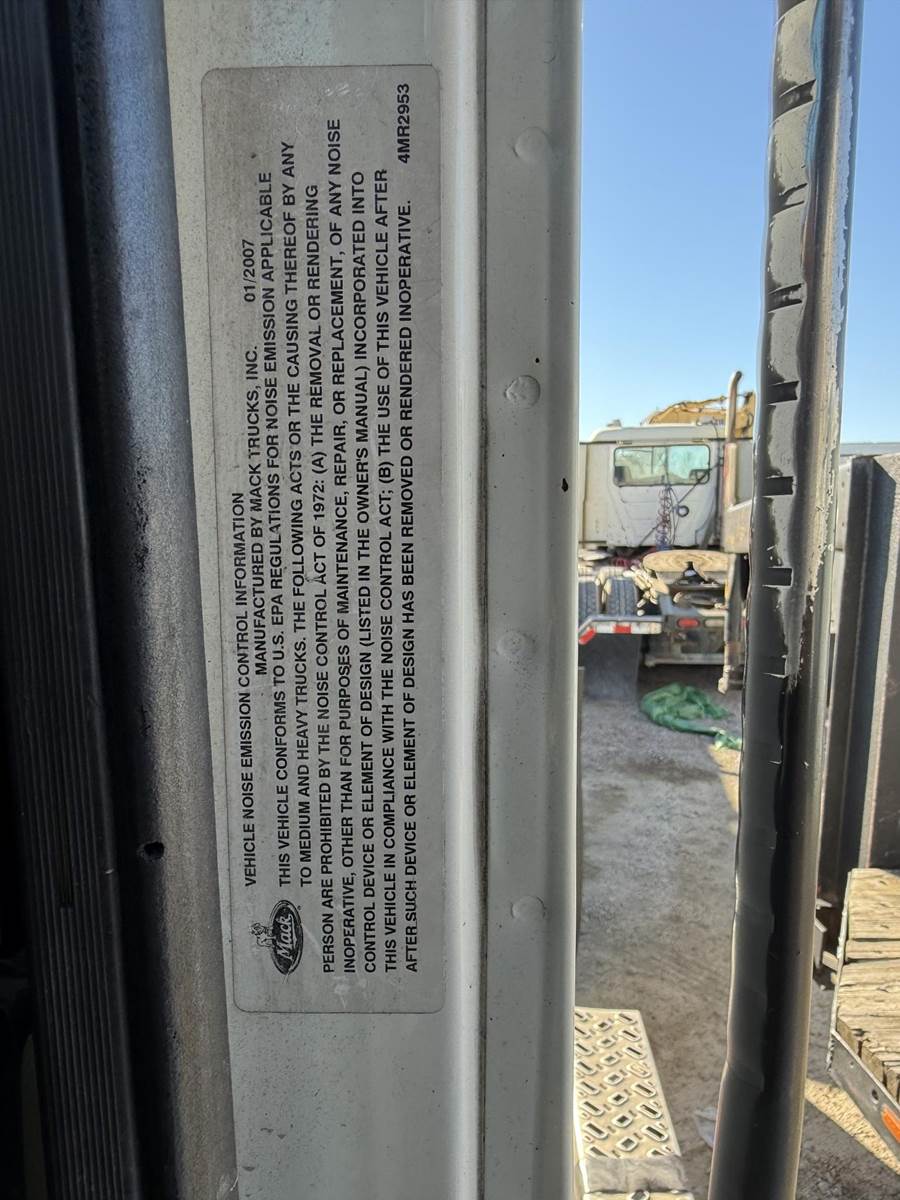 VEHICLE NOISE EMISSION CONTROL INFORMATION
MANUFACTURED BY MACK TRUCKS, INC. 01/2007
THIS VEHICLE CONFORMS TO U.S. EPA REGULATIONS FOR NOISE EMISSION APPLICABLE
TO MEDIUM AND HEAVY TRUCKS. THE FOLLOWING ACTS OR THE CAUSING THEREOF BY ANY
PERSON ARE PROHIBITED BY THE NOISE CONTROL ACT OF 1972: (A) THE REMOVAL OR RENDERING
INOPERATIVE, OTHER THAN FOR PURPOSES OF MAINTENANCE, REPAIR, OR REPLACEMENT, OF ANY NOISE
CONTROL DEVICE OR ELEMENT OF DESIGN (LISTED IN THE OWNER'S MANUAL) INCORPORATED INTO
THIS VEHICLE IN COMPLIANCE WITH THE NOISE CONTROL ACT; (B) THE USE OF THIS VEHICLE AFTER
AFTER SUCH DEVICE OR ELEMENT OF DESIGN HAS BEEN REMOVED OR RENDERED INOPERATIVE. 4MR2953
Mack